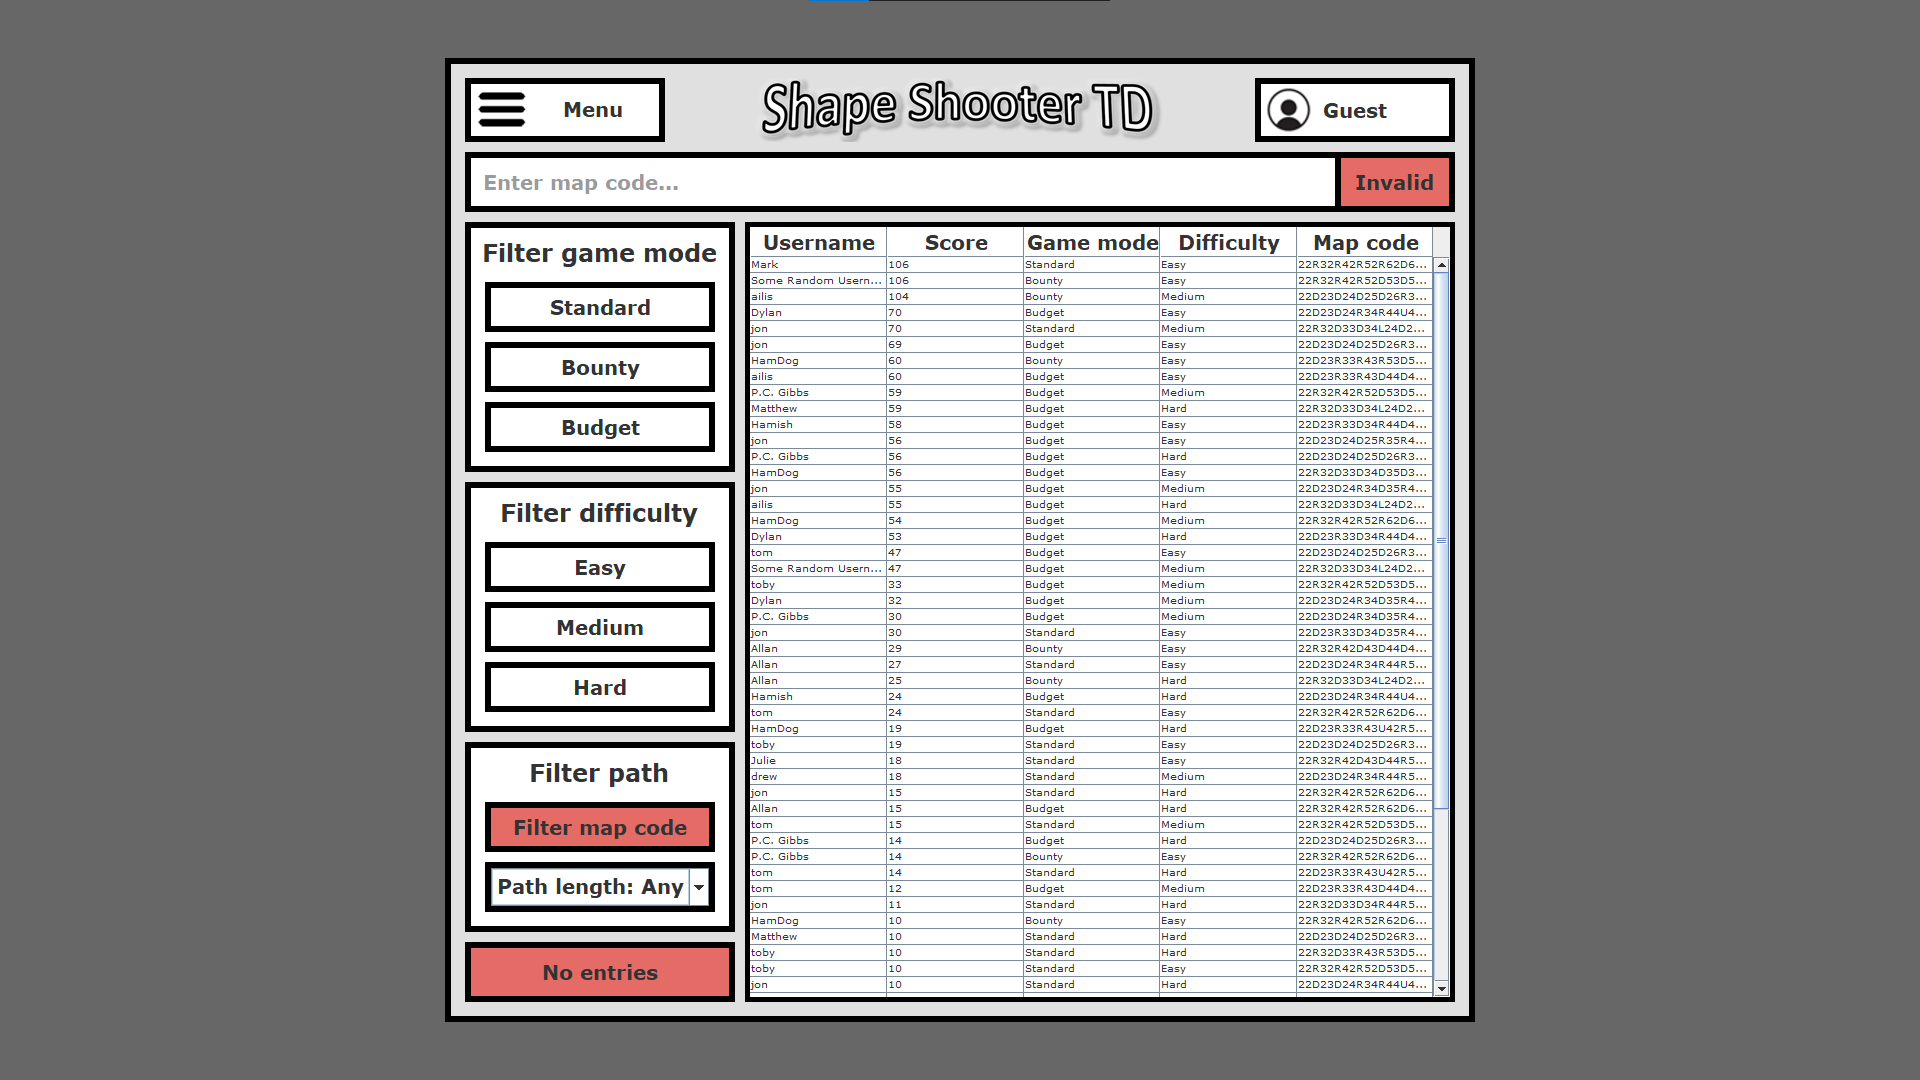 Menu
Shape Shooter TD
Guest
Enter map code...
Invalid
Filter game mode
Standard
Bounty
Budget
Filter difficulty
Easy
Medium
Hard
Filter path
Filter map code
Path length: Any
No entries
Username Score Game mode Difficulty Map code
Mark 106 Standard Easy 22R32R42R52R62D6...
Some Random Usern... 106 Bounty Easy 22R32R42R52D53D5...
ailis 104 Bounty Medium 22D23D24D25D26R3...
Dylan 70 Budget Easy 22D23D24R34R44U4...
jon 70 Standard Medium 22R32D33D34L24D2...
jon 69 Budget Easy 22D23D24D25D26R3...
HamDog 60 Bounty Easy 22D23R33R43R53D5...
ailis 60 Budget Easy 22D23R33R43D44D4...
P.C. Gibbs 59 Budget Medium 22R32R42R52D53D5...
Matthew 59 Budget Hard 22R32D33D34L24D2...
Hamish 58 Budget Easy 22D23R33D34R44D4...
jon 56 Budget Easy 22D23D24D25R35R4...
P.C. Gibbs 56 Budget Hard 22D23D24D25D26R3...
HamDog 56 Budget Easy 22R32D33D34D35D3...
jon 55 Budget Medium 22D23D24R34D35R4...
ailis 55 Budget Hard 22R32D33D34L24D2...
HamDog 54 Budget Medium 22R32R42R52R62D6...
Dylan 53 Budget Hard 22D23R33D34R44D4...
tom 47 Budget Easy 22D23D24D25D26R3...
Some Random Usern... 47 Budget Medium 22R32D33D34L24D2...
toby 33 Budget Medium 22R32R42R52D53D5...
Dylan 32 Budget Medium 22D23D24R34D35R4...
P.C. Gibbs 30 Budget Medium 22D23D24R34D35R4...
jon 30 Standard Easy 22D23R33D34D35R4...
Allan 29 Bounty Easy 22R32R42D43D44D4...
Allan 27 Standard Easy 22D23D24R34R44R5...
Allan 25 Bounty Hard 22R32D33D34L24D2...
Hamish 24 Budget Hard 22D23D24R34R44U4...
tom 24 Standard Easy 22R32R42R52R62D6...
HamDog 19 Budget Hard 22D23R33R43U42R5...
toby 19 Standard Easy 22D23D24D25D26R3...
Julie 18 Standard Easy 22R32R42D43D44R5...
drew 18 Standard Medium 22D23D24R34R44R5...
jon 15 Standard Hard 22R32R42R52R62D6...
Allan 15 Budget Hard 22R32R42R52R62D6...
tom 15 Standard Medium 22R32R42R52D53D5...
P.C. Gibbs 14 Budget Hard 22D23D24D25D26R3...
P.C. Gibbs 14 Bounty Easy 22R32R42R52R62D6...
tom 14 Standard Hard 22D23R33R43U42R5...
tom 12 Budget Medium 22D23R33R43D44D4...
jon 11 Standard Hard 22R32D33D34R44R5...
HamDog 10 Bounty Easy 22R32R42R52R62D6...
Matthew 10 Standard Hard 22D23D24D25D26R3...
toby 10 Standard Hard 22R32D33R43R53D5...
toby 10 Standard Easy 22R32R42R52D53D5...
jon 10 Standard Hard 22D23D24R34R44U4...